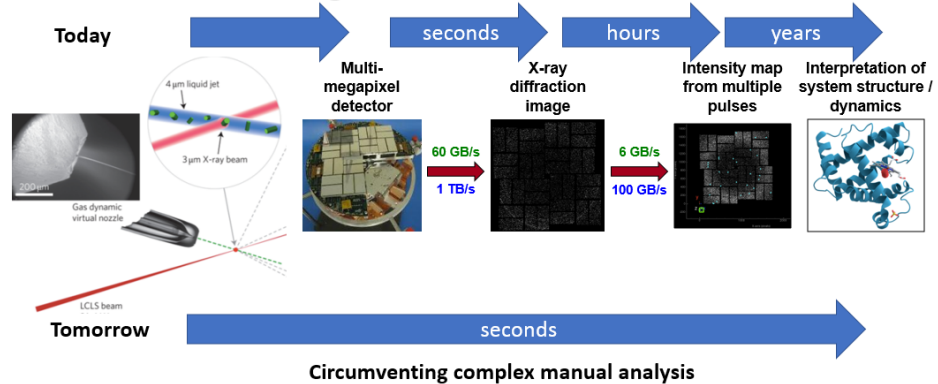 Today
seconds
hours
years
4 μm liquid jet
3 μm X-ray beam
200 μm
Gas dynamic
virtual nozzle
LCLS beam
Multi-
megapixel
detector
60 GB/s
1 TB/s
X-ray
diffraction
image
6 GB/s
100 GB/s
Intensity map
from multiple
pulses
Interpretation of
system structure /
dynamics
Tomorrow
seconds
Circumventing complex manual analysis